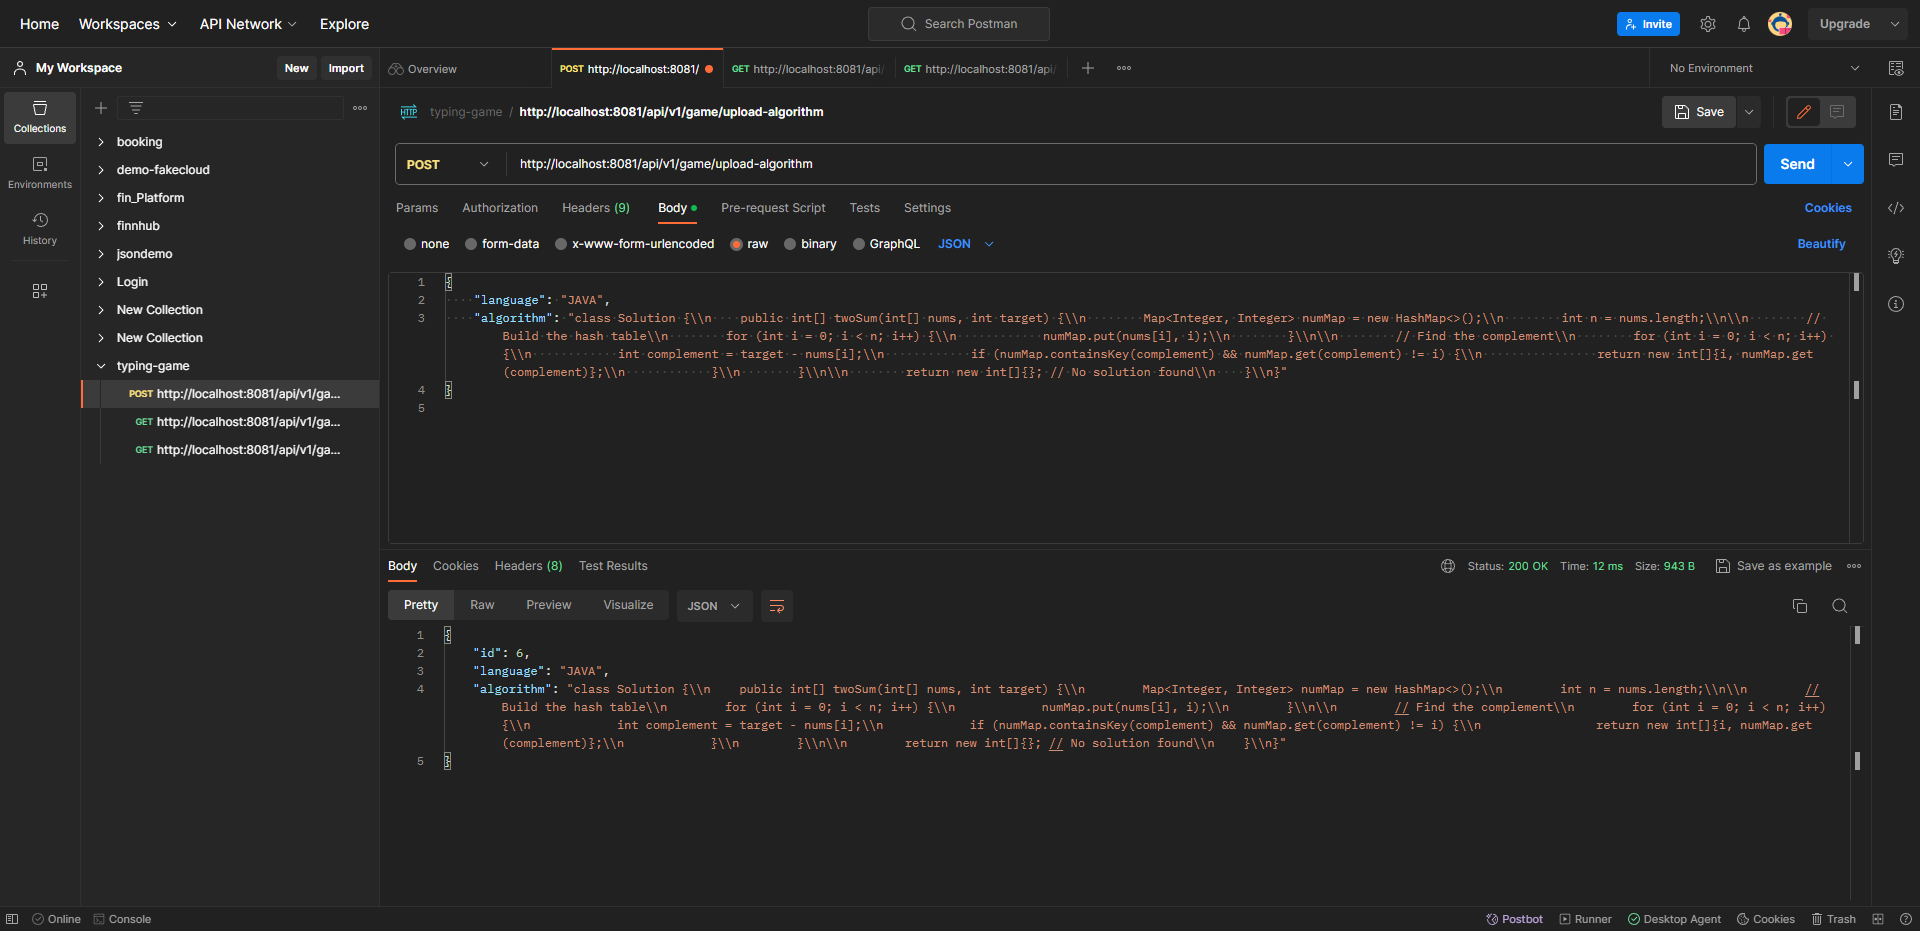 Home Workspaces API Network Explore Search Postman Invite Upgrade
My Workspace New Import Overview POST http://localhost:8081/ GET http://localhost:8081/api/ GET http://localhost:8081/api/ No Environment
Collections
Environments
History
booking
demo-fakecloud
fin_Platform
finnhub
jsondemo
Login
New Collection
New Collection
typing-game
POST http://localhost:8081/api/v1/ga...
GET http://localhost:8081/api/v1/ga...
GET http://localhost:8081/api/v1/ga...
HTTP typing-game / http://localhost:8081/api/v1/game/upload-algorithm Save
POST http://localhost:8081/api/v1/game/upload-algorithm Send
Params Authorization Headers (9) Body Pre-request Script Tests Settings Cookies
none form-data x-www-form-urlencoded raw binary GraphQL JSON Beautify
1 {
2 "language": "JAVA",
3 "algorithm": "class Solution {\\n    public int[] twoSum(int[] nums, int target) {\\n        Map<Integer, Integer> numMap = new HashMap<>();\\n        int n = nums.length;\\n\\n        //
Build the hash table\\n        for (int i = 0; i < n; i++) {\\n            numMap.put(nums[i], i);\\n        }\\n\\n        // Find the complement\\n        for (int i = 0; i < n; i++)
{\\n            int complement = target - nums[i];\\n            if (numMap.containsKey(complement) && numMap.get(complement) != i) {\\n                return new int[]{i, numMap.get
(complement)};\\n            }\\n        }\\n\\n        return new int[]{}; // No solution found\\n    }\\n}"
4 }
5
Body Cookies Headers (8) Test Results Status: 200 OK Time: 12 ms Size: 943 B Save as example
Pretty Raw Preview Visualize JSON
1 {
2 "id": 6,
3 "language": "JAVA",
4 "algorithm": "class Solution {\\n    public int[] twoSum(int[] nums, int target) {\\n        Map<Integer, Integer> numMap = new HashMap<>();\\n        int n = nums.length;\\n\\n        //
Build the hash table\\n        for (int i = 0; i < n; i++) {\\n            numMap.put(nums[i], i);\\n        }\\n\\n        // Find the complement\\n        for (int i = 0; i < n; i++)
{\\n            int complement = target - nums[i];\\n            if (numMap.containsKey(complement) && numMap.get(complement) != i) {\\n                return new int[]{i, numMap.get
(complement)};\\n            }\\n        }\\n\\n        return new int[]{}; // No solution found\\n    }\\n}"
5 }
Online Console Postbot Runner Desktop Agent Cookies Trash